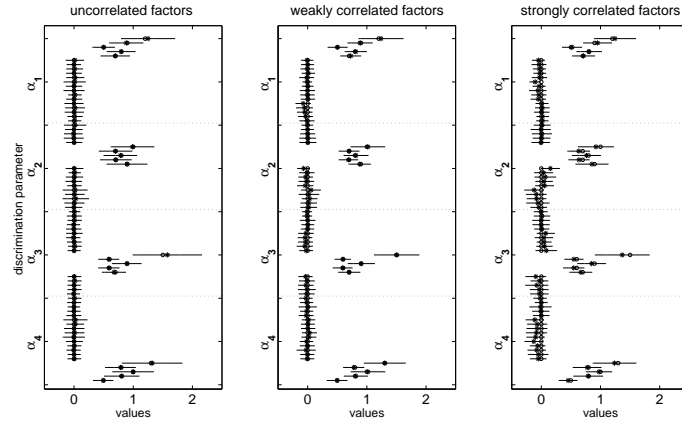 uncorrelated factors
weakly correlated factors
strongly correlated factors
discrimination parameter
α1
α2
α3
α4
α1
α2
α3
α4
α1
α2
α3
α4
0 1 2
0 1 2
0 1 2
values
values
values